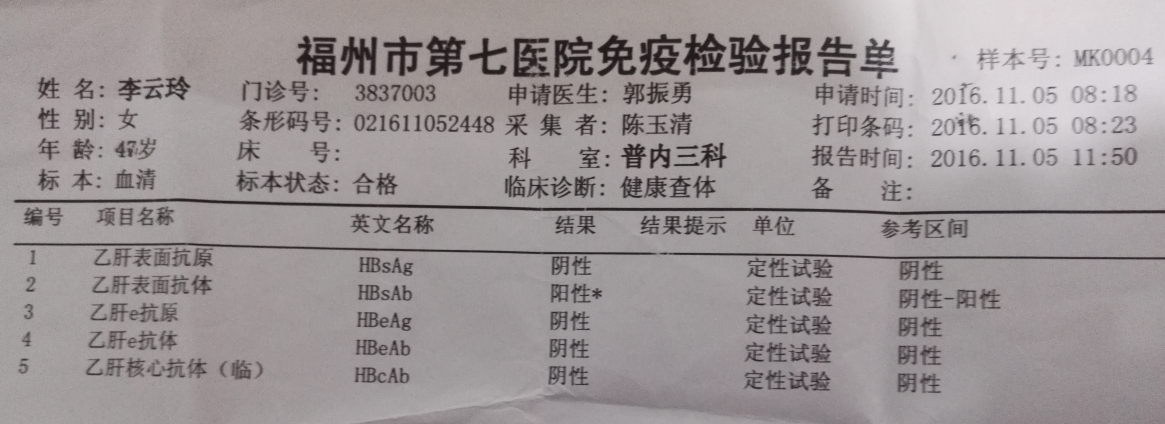 福州市第七医院免疫检验报告单 样本号: MK0004
姓 名: 李云玲 门诊号: 3837003 申请医生: 郭振勇 申请时间: 2016.11.05 08:18
性 别: 女 条形码号: 021611052448 采 集 者: 陈玉清 打印条码: 2016.11.05 08:23
年 龄: 岁 床 号: 科 室: 普内三科 报告时间: 2016.11.05 11:50
标 本: 血清 标本状态: 合格 临床诊断: 健康查体 备 注:
编号 项目名称 英文名称 结果 结果提示 单位 参考区间
1 乙肝表面抗原 HBsAg 阴性 定性试验 阴性
2 乙肝表面抗体 HBsAb 阳性* 定性试验 阴性-阳性
3 乙肝e抗原 HBeAg 阴性 定性试验 阴性
4 乙肝e抗体 HBeAb 阴性 定性试验 阴性
5 乙肝核心抗体（临） HBcAb 阴性 定性试验 阴性